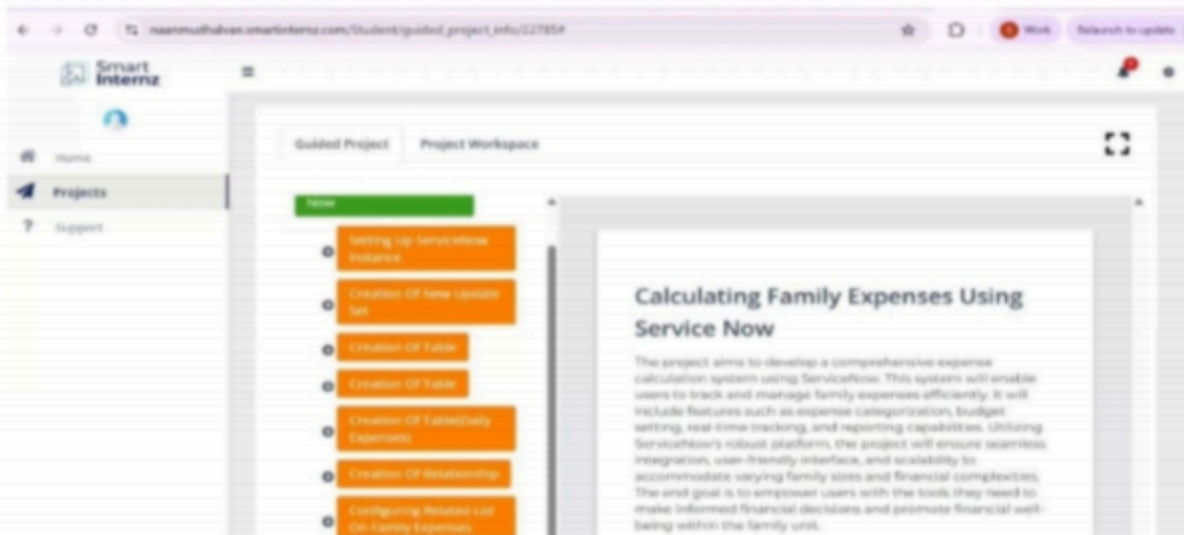 naanmudhalvan.smartinternz.com/Student/guided_project_info/22785#
Work
Relaunch to update
Smart
Internz
Home
Projects
Support
Guided Project
Project Workspace
Now
Setting Up ServiceNow
Instance
Creation Of New Update
Set
Creation Of Table
Creation Of Table
Creation Of Table(Daily
Expenses)
Creation Of Relationship
Configuring Related List
On Family Expenses
Calculating Family Expenses Using
Service Now
The project aims to develop a comprehensive expense
calculation system using ServiceNow. This system will enable
users to track and manage family expenses efficiently. It will
include features such as expense categorization, budget
setting, real-time tracking, and reporting capabilities. Utilizing
ServiceNow's robust platform, the project will ensure seamless
integration, user-friendly interface, and scalability to
accommodate varying family sizes and financial complexities.
The end goal is to empower users with the tools they need to
make informed financial decisions and promote financial well-
being within the family unit.